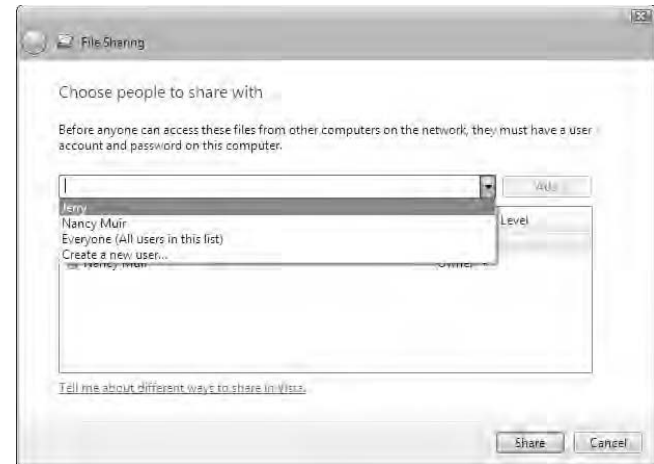 File Sharing
Choose people to share with
Before anyone can access these files from other computers on the network, they must have a user
account and password on this computer.
Add
Jerry
Nancy Muir
Everyone (All users in this list)
Create a new user...
Level
Nancy Muir
Owner
Tell me about different ways to share in Vista.
Share
Cancel